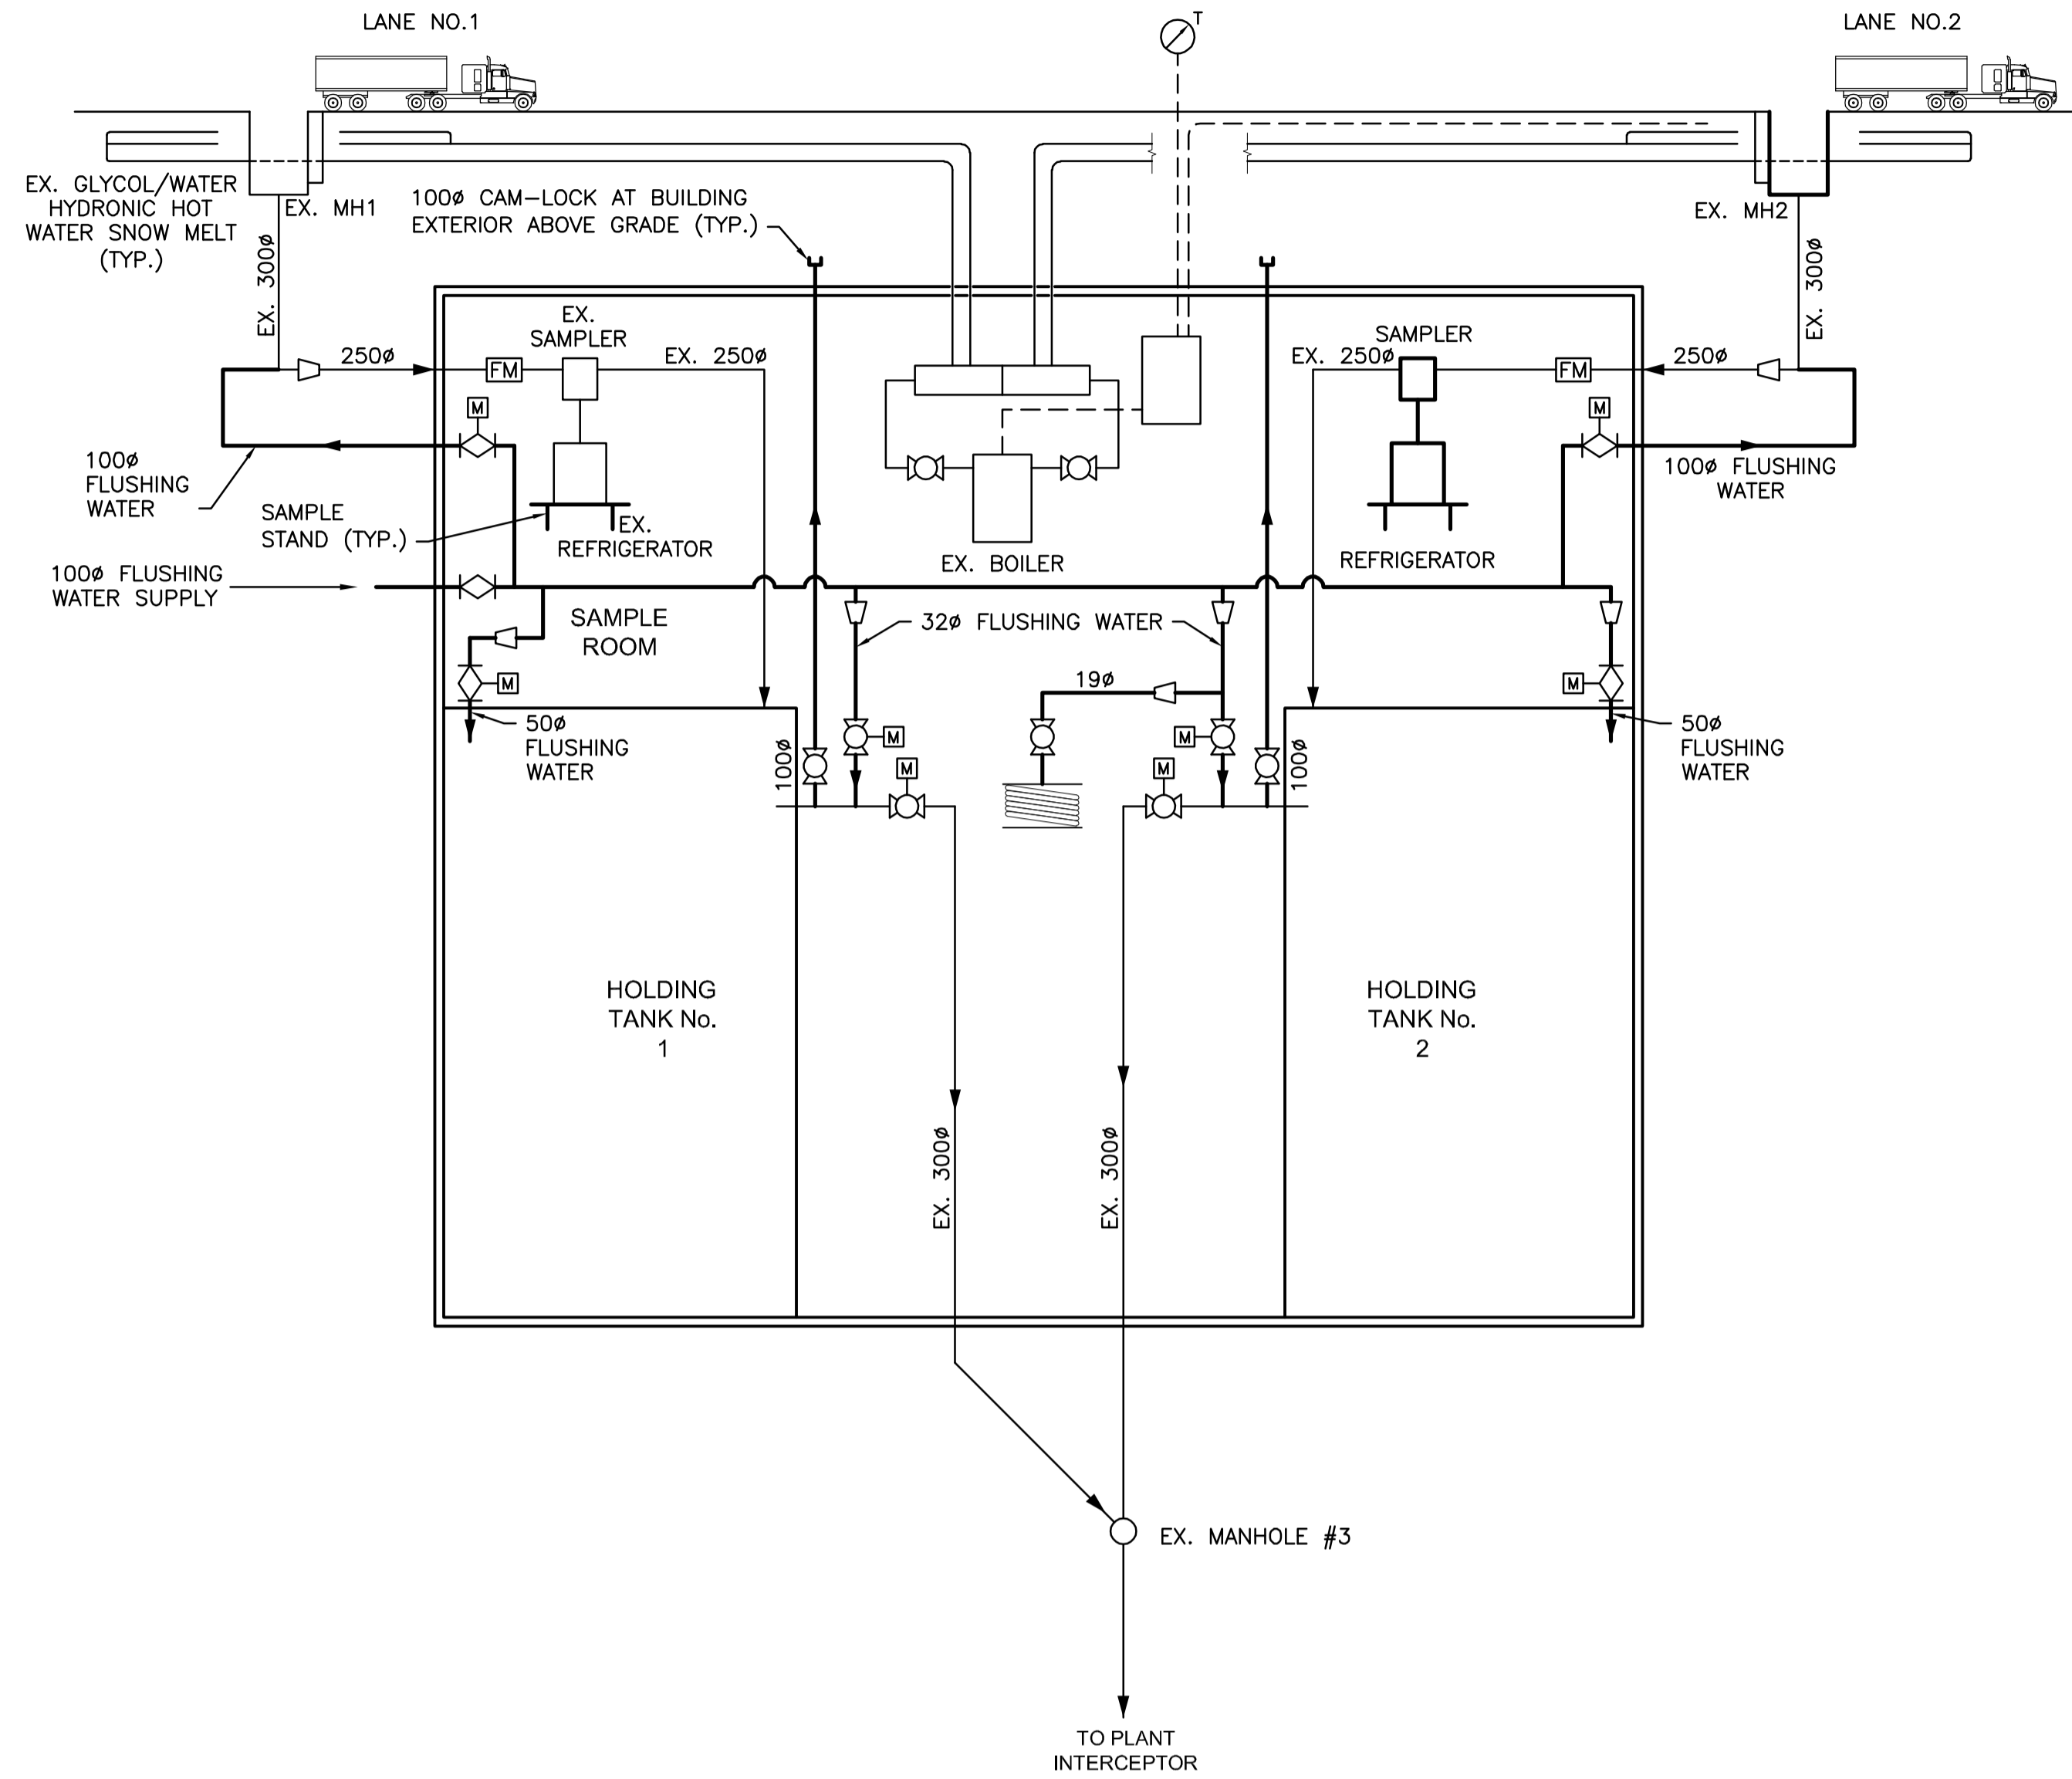 LANE NO.1
T
LANE NO.2
EX. GLYCOL/WATER
HYDRONIC HOT
WATER SNOW MELT
(TYP.)
EX. MH1
100ø CAM-LOCK AT BUILDING
EXTERIOR ABOVE GRADE (TYP.)
EX. MH2
EX. 300ø
EX. 300ø
EX.
SAMPLER
SAMPLER
250ø
FM
EX. 250ø
EX. 250ø
FM
250ø
M
M
100ø
FLUSHING
WATER
100ø FLUSHING
WATER
SAMPLE
STAND (TYP.)
EX.
REFRIGERATOR
EX. BOILER
REFRIGERATOR
100ø FLUSHING
WATER SUPPLY
SAMPLE
ROOM
32ø FLUSHING WATER
19ø
M
M
50ø
FLUSHING
WATER
50ø
FLUSHING
WATER
100ø
M
M
100ø
M
M
HOLDING
TANK No.
1
HOLDING
TANK No.
2
EX. 300ø
EX. 300ø
EX. MANHOLE #3
TO PLANT
INTERCEPTOR